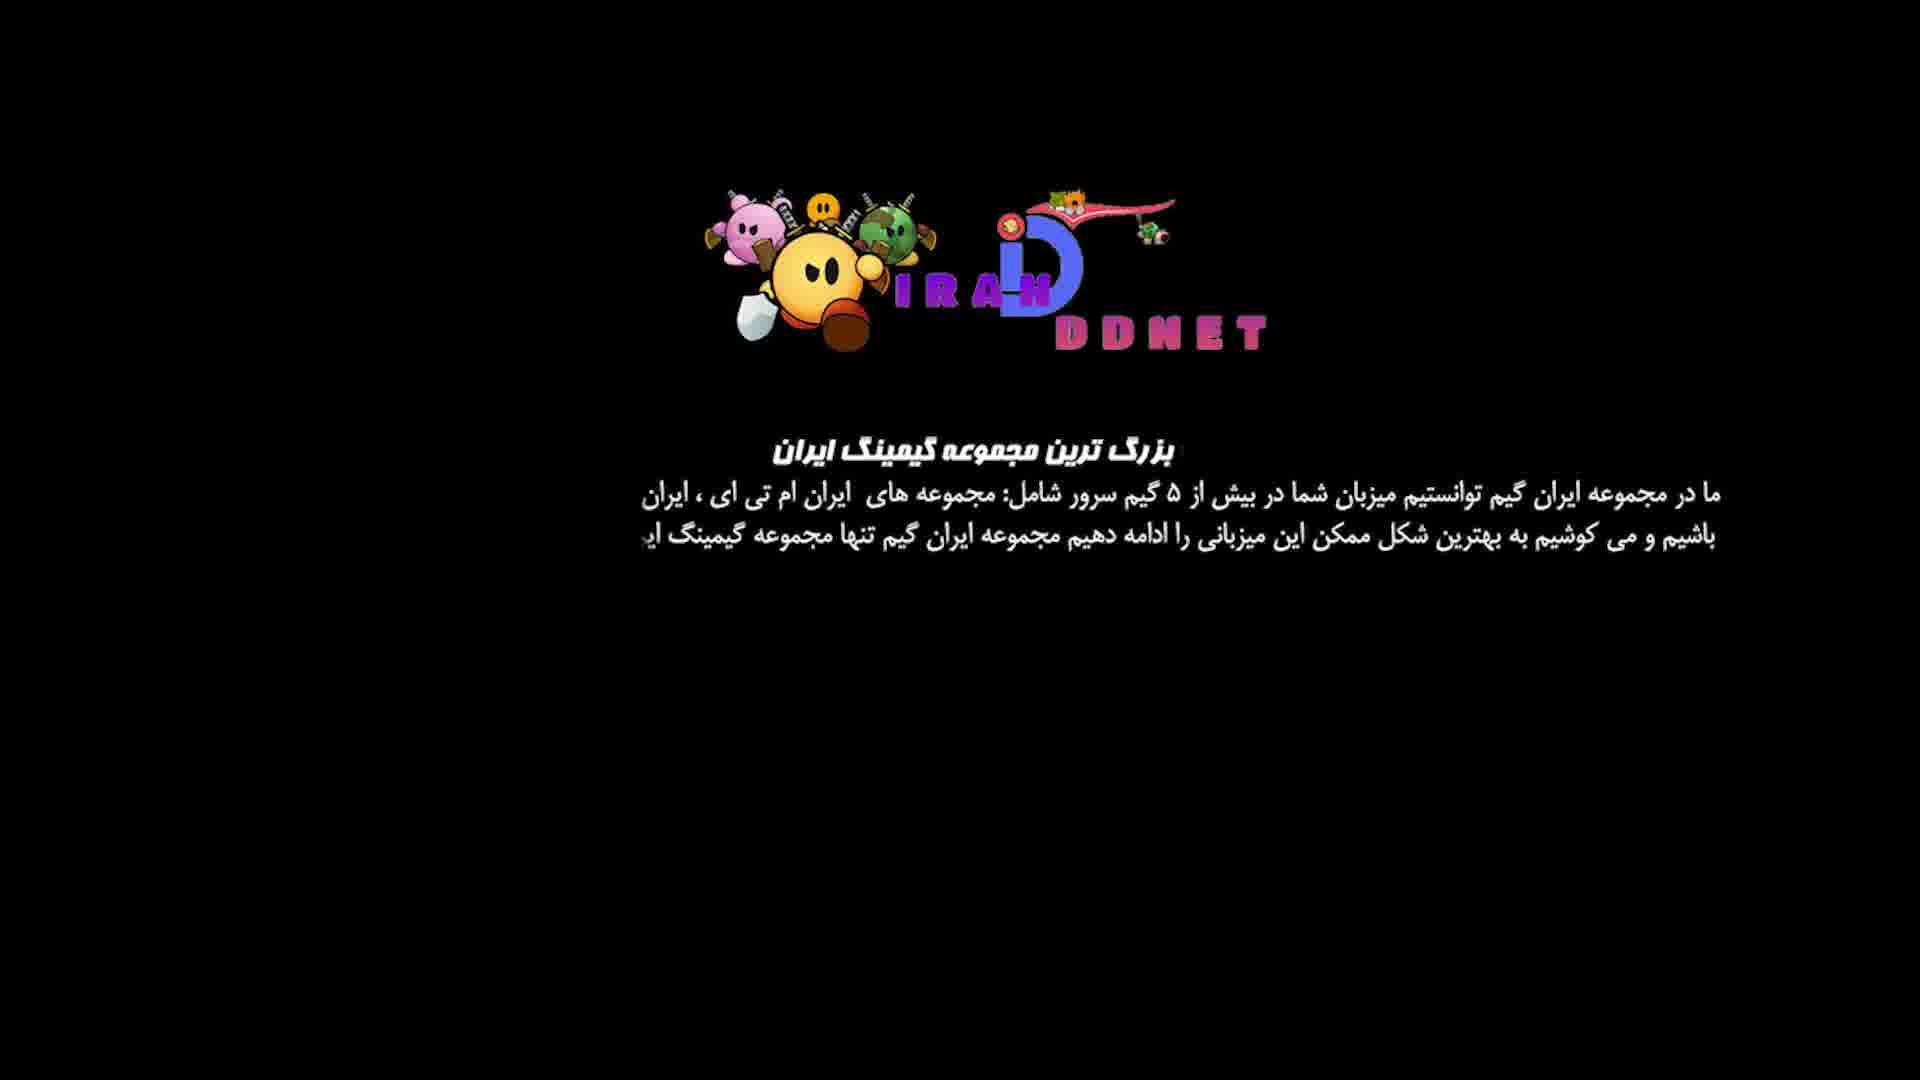 IRAN
DDNET
بزرگ ترین مجموعه گیمینگ ایران
ما در مجموعه ایران گیم توانستیم میزبان شما در بیش از ۵ گیم سرور شامل: مجموعه های ایران ام تی ای ، ایران
باشیم و می کوشیم به بهترین شکل ممکن این میزبانی را ادامه دهیم مجموعه ایران گیم تنها مجموعه گیمینگ